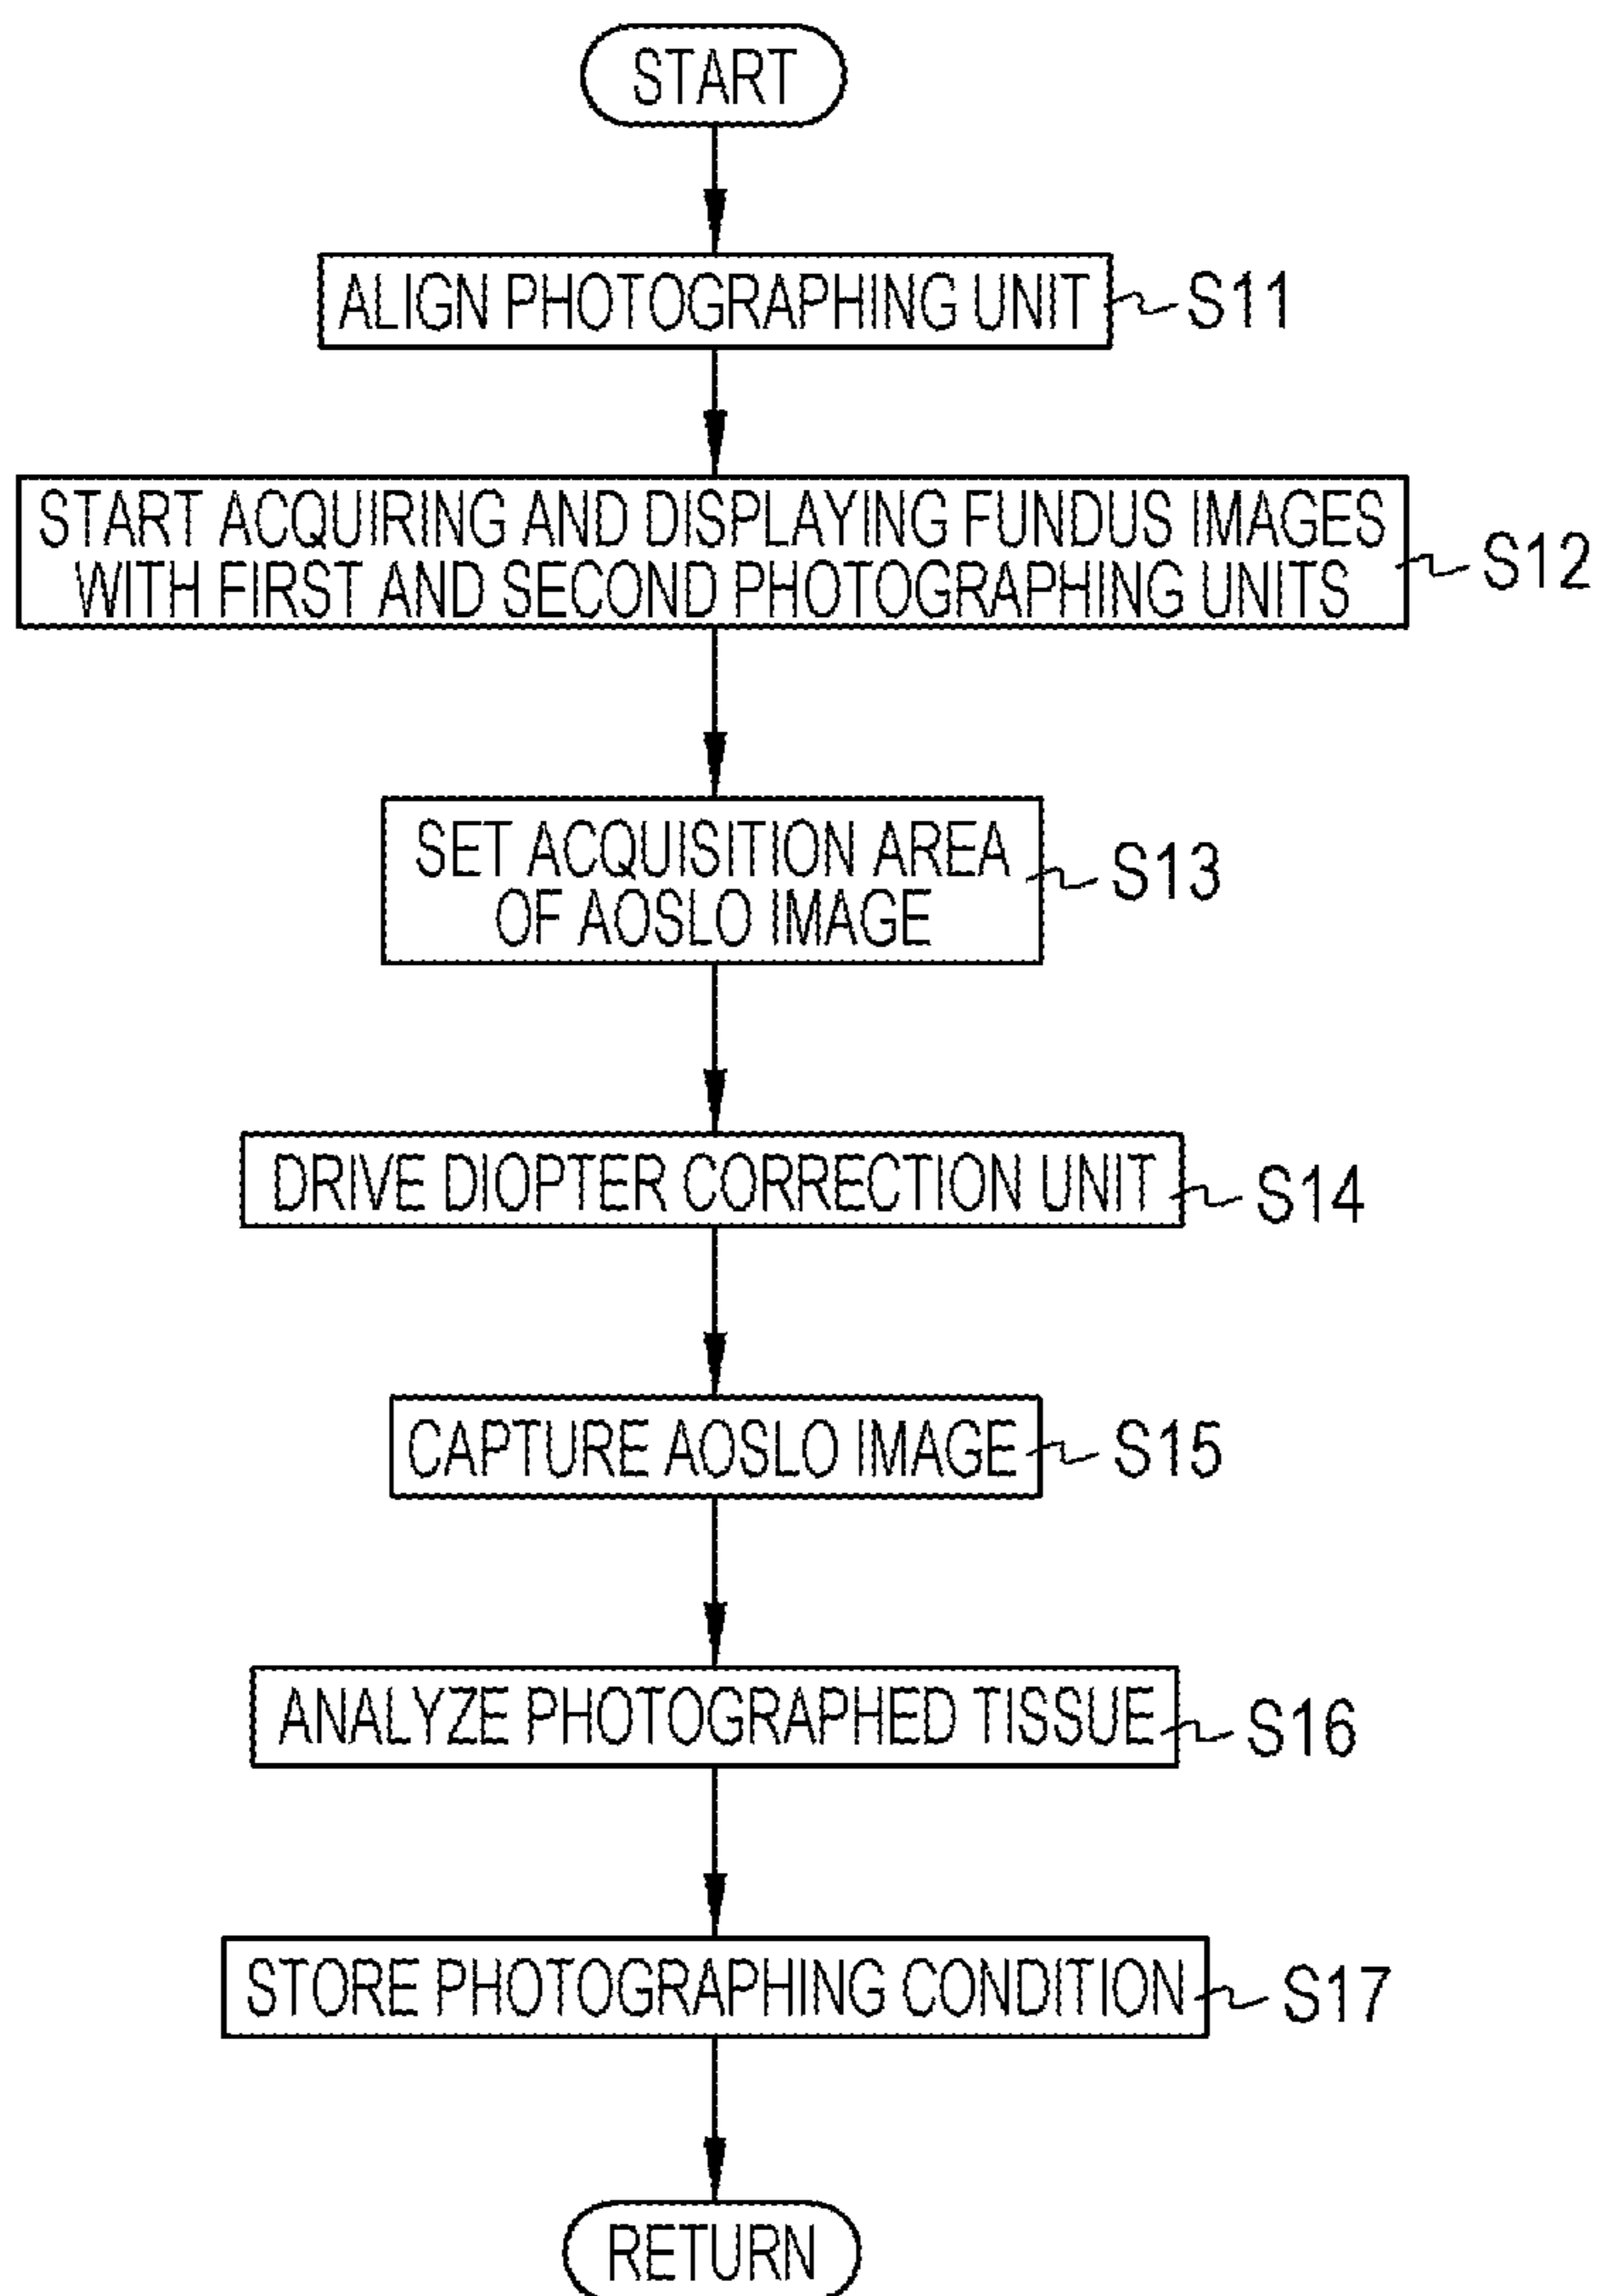 START
ALIGN PHOTOGRAPHING UNIT
S11
START ACQUIRING AND DISPLAYING FUNDUS IMAGES
WITH FIRST AND SECOND PHOTOGRAPHING UNITS
S12
SET ACQUISITION AREA
OF AOSLO IMAGE
S13
DRIVE DIOPTER CORRECTION UNIT
S14
CAPTURE AOSLO IMAGE
S15
ANALYZE PHOTOGRAPHED TISSUE
S16
STORE PHOTOGRAPHING CONDITION
S17
RETURN